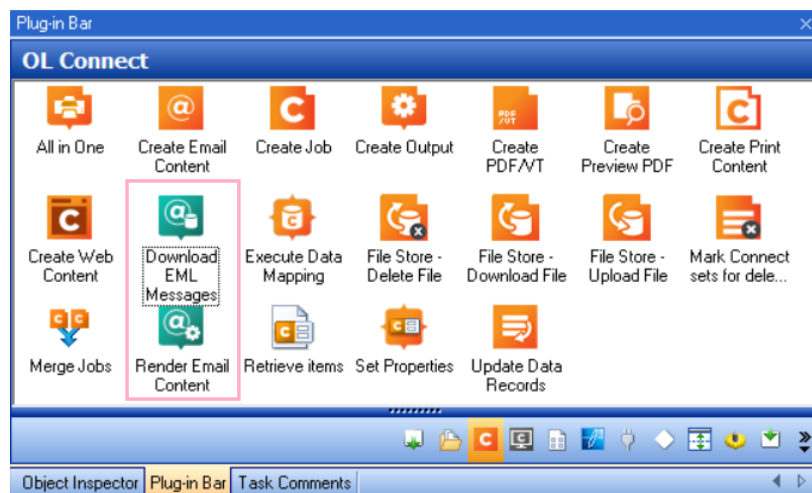 Plug-in Bar
OL Connect
All in One
Create Email
Content
Create Job
Create Output
Create
PDF/VT
Create
Preview PDF
Create Print
Content
Create Web
Content
Download
EML
Messages
Execute Data
Mapping
File Store -
Delete File
File Store -
Download File
File Store -
Upload File
Mark Connect
sets for dele...
Merge Jobs
Render Email
Content
Retrieve items
Set Properties
Update Data
Records
Object Inspector
Plug-in Bar
Task Comments